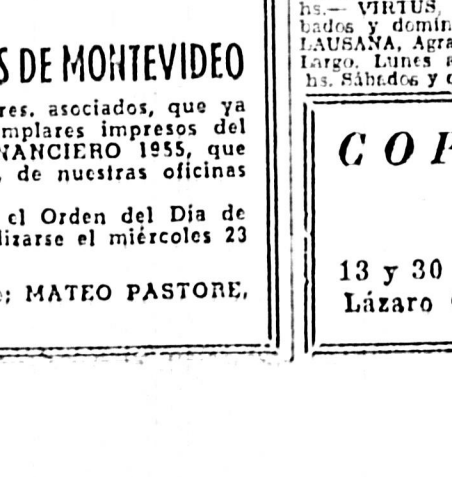 S DE MONTEVIDEO
res, asociados, que ya
mplares impresos del
NANCIERO 1955, que
, de nuestras oficinas
el Orden del Día de
lizarse el miércoles 23
; MATEO PASTORE,
hs.— VIRTUS,
bados y domin
LAUSANA, Agra
Largo. Lunes a
hs. Sábados y d
COP
13 y 30
Lázaro